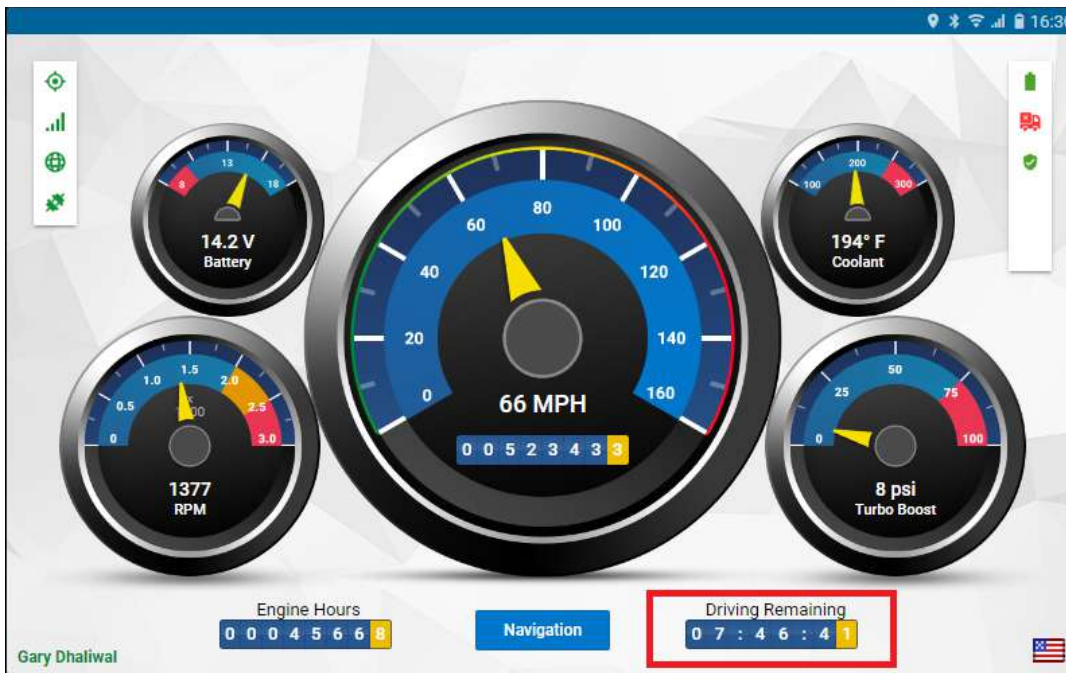 16:30
8 13 18
14.2 V
Battery
100 200 300
194° F
Coolant
0 20 40 60 80 100 120 140 160
66 MPH
0 0 5 2 3 4 3 3
0 0.5 1.0 1.5 2.0 2.5 3.0
1377
RPM
0 25 50 75 100
8 psi
Turbo Boost
Engine Hours
0 0 0 4 5 6 6 8
Navigation
Driving Remaining
0 7 : 4 6 : 4 1
Gary Dhaliwal